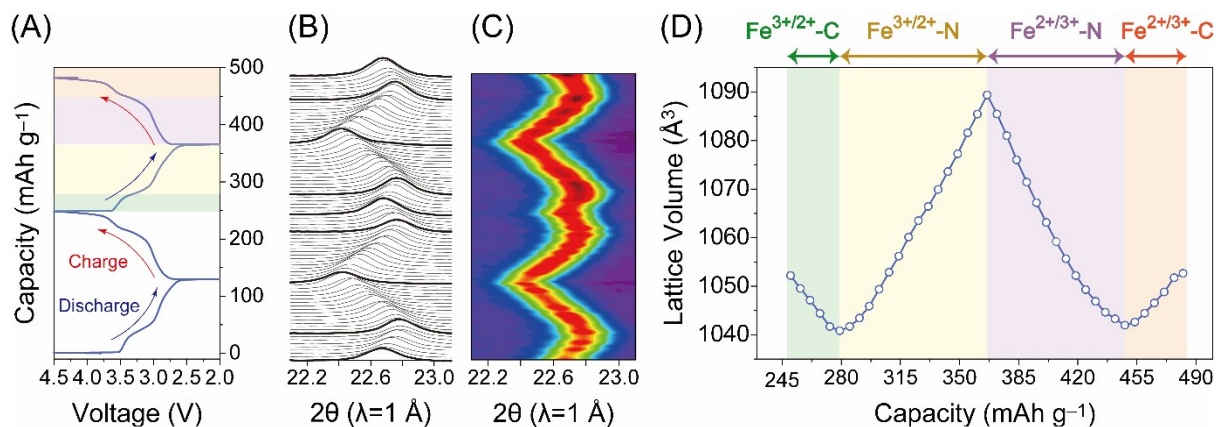 (A)
(B)
(C)
(D)
Fe3+/2+-C
Fe3+/2+-N
Fe2+/3+-N
Fe2+/3+-C
Capacity (mAh g–1)
500
400
300
200
100
0
Charge
Discharge
4.5 4.0 3.5 3.0 2.5 2.0
Voltage (V)
22.2 22.6 23.0
2θ (λ=1 Å)
22.2 22.6 23.0
2θ (λ=1 Å)
Lattice Volume (Å3)
1090
1080
1070
1060
1050
1040
245 280 315 350 385 420 455 490
Capacity (mAh g–1)